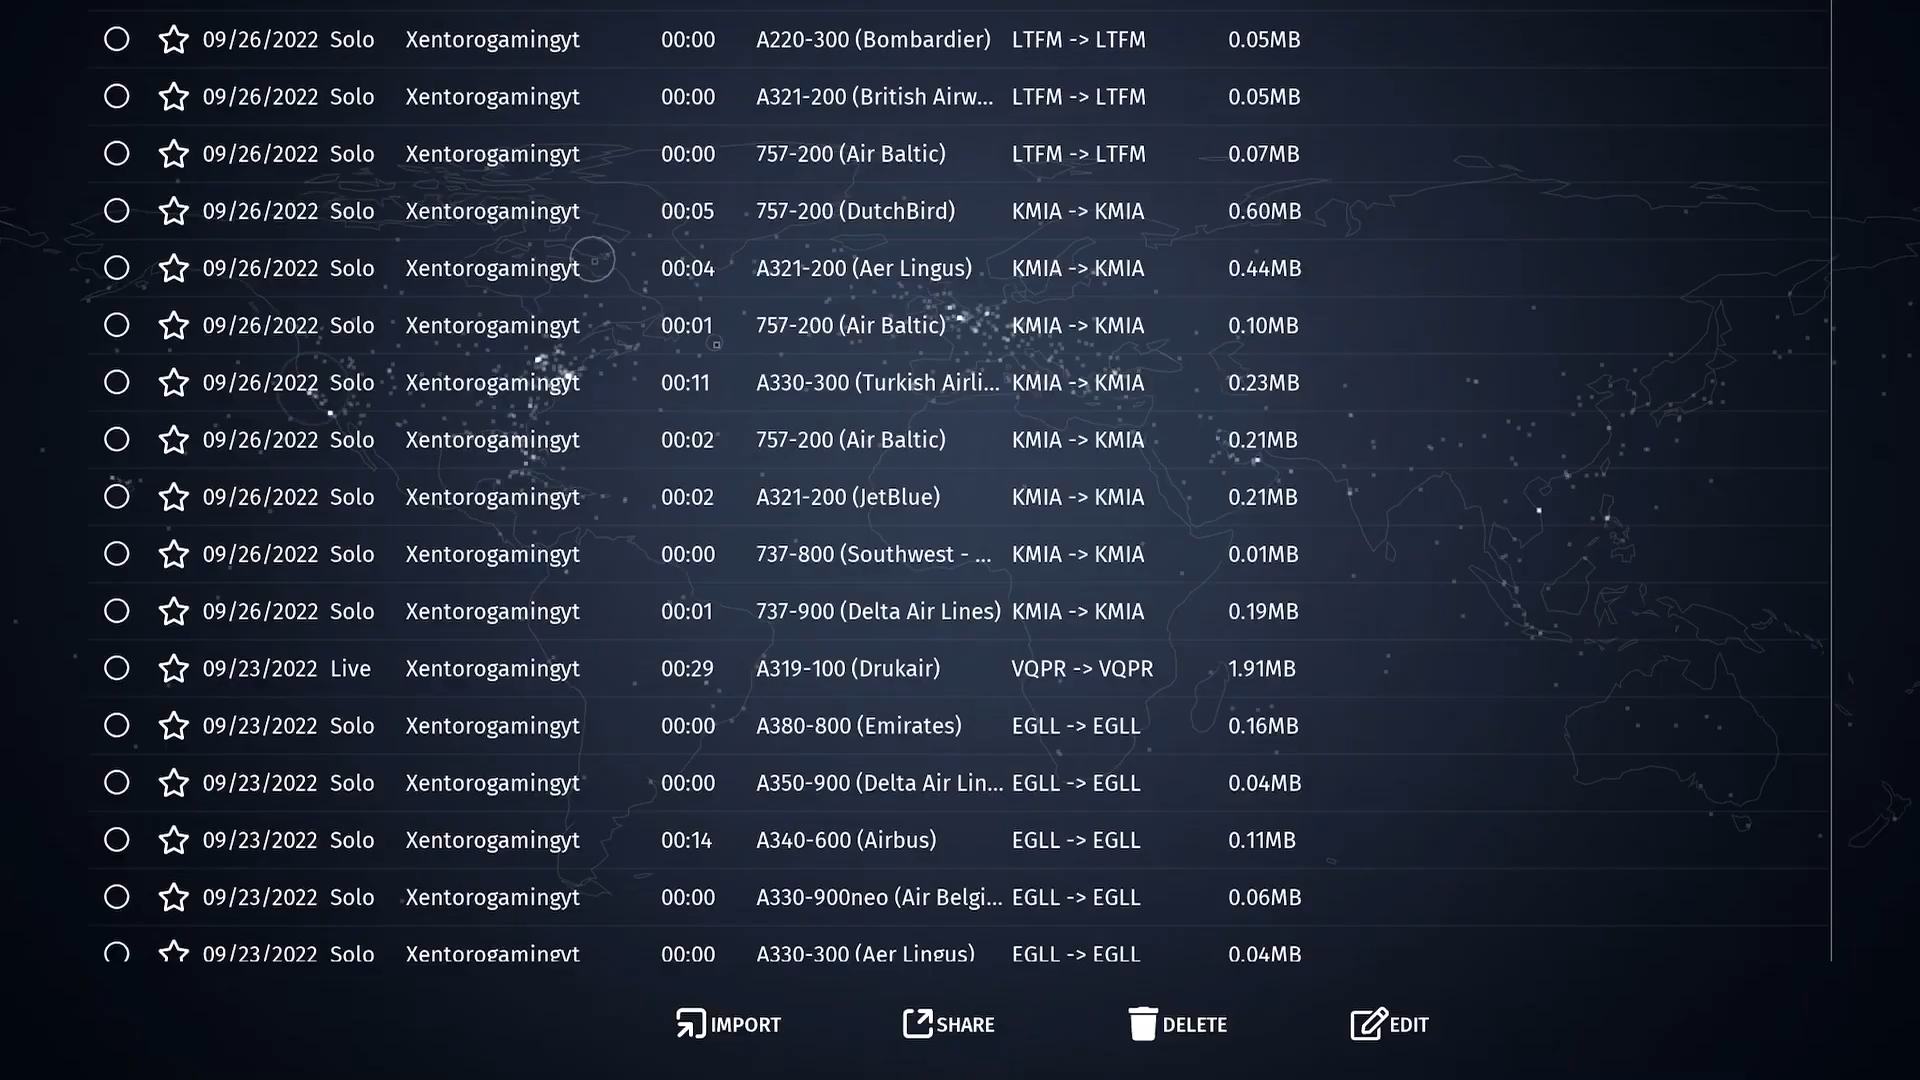 09/26/2022 Solo Xentorogamingyt 00:00 A220-300 (Bombardier) LTFM -> LTFM 0.05MB
09/26/2022 Solo Xentorogamingyt 00:00 A321-200 (British Airw... LTFM -> LTFM 0.05MB
09/26/2022 Solo Xentorogamingyt 00:00 757-200 (Air Baltic) LTFM -> LTFM 0.07MB
09/26/2022 Solo Xentorogamingyt 00:05 757-200 (DutchBird) KMIA -> KMIA 0.60MB
09/26/2022 Solo Xentorogamingyt 00:04 A321-200 (Aer Lingus) KMIA -> KMIA 0.44MB
09/26/2022 Solo Xentorogamingyt 00:01 757-200 (Air Baltic) KMIA -> KMIA 0.10MB
09/26/2022 Solo Xentorogamingyt 00:11 A330-300 (Turkish Airli... KMIA -> KMIA 0.23MB
09/26/2022 Solo Xentorogamingyt 00:02 757-200 (Air Baltic) KMIA -> KMIA 0.21MB
09/26/2022 Solo Xentorogamingyt 00:02 A321-200 (JetBlue) KMIA -> KMIA 0.21MB
09/26/2022 Solo Xentorogamingyt 00:00 737-800 (Southwest - ... KMIA -> KMIA 0.01MB
09/26/2022 Solo Xentorogamingyt 00:01 737-900 (Delta Air Lines) KMIA -> KMIA 0.19MB
09/23/2022 Live Xentorogamingyt 00:29 A319-100 (Drukair) VQPR -> VQPR 1.91MB
09/23/2022 Solo Xentorogamingyt 00:00 A380-800 (Emirates) EGLL -> EGLL 0.16MB
09/23/2022 Solo Xentorogamingyt 00:00 A350-900 (Delta Air Lin... EGLL -> EGLL 0.04MB
09/23/2022 Solo Xentorogamingyt 00:14 A340-600 (Airbus) EGLL -> EGLL 0.11MB
09/23/2022 Solo Xentorogamingyt 00:00 A330-900neo (Air Belgi... EGLL -> EGLL 0.06MB
09/23/2022 Solo Xentorogamingyt 00:00 A330-300 (Aer Lingus) EGLL -> EGLL 0.04MB
IMPORT SHARE DELETE EDIT